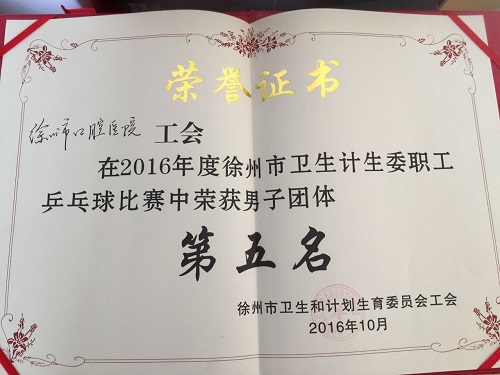 荣誉证书
徐州市口腔医院 工会
在2016年度徐州市卫生计生委职工
乒乓球比赛中荣获男子团体
第五名
徐州市卫生和计划生育委员会工会
2016年10月